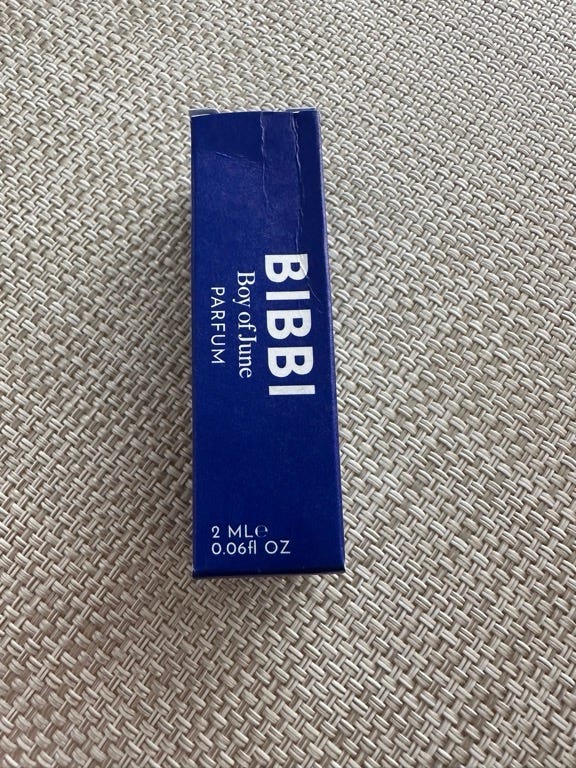 BIBBI
Boy of June
PARFUM
2 ML℮
0.06fl OZ